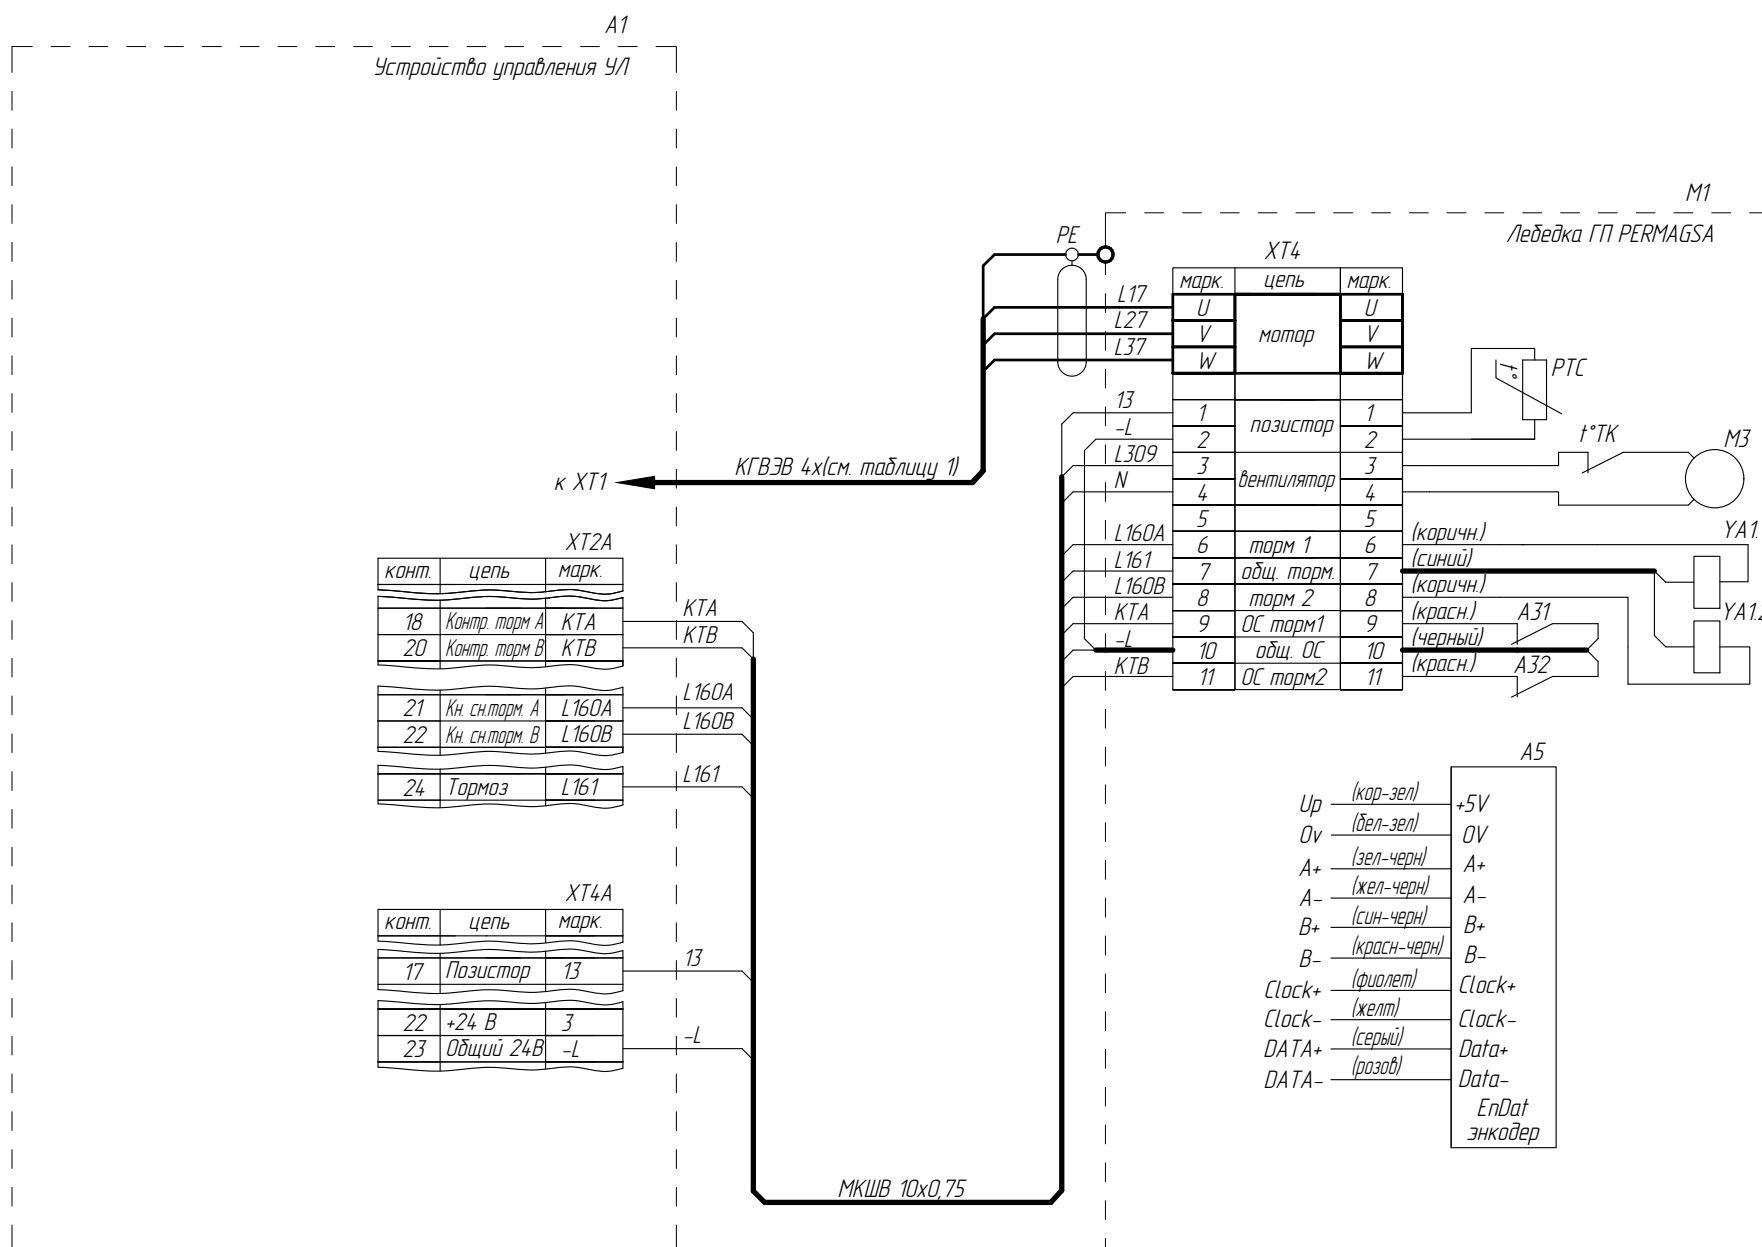 A1
Устройство управления УЛ
M1
Лебедка ГП PERMAGSA
PE
XT4
марк. цепь марк.
L17 U мотор U
L27 V V
L37 W W
PTC
t°
13 1 позистор 1
-L 2 2
t°TK
M3
L309 3 вентилятор 3
N 4 4
5 5
L160A 6 торм 1 6 (коричн.) YA1.
L161 7 общ. торм. 7 (синий)
L160B 8 торм 2 8 (коричн.)
KTA 9 ОС торм1 9 (красн.) A31 YA1.2
-L 10 общ. ОС 10 (черный)
KTB 11 ОС торм2 11 (красн.) A32
КГВЭВ 4х(см. таблицу 1)
к XT1
XT2A
конт. цепь марк.
18 Контр. торм А KTA KTA
20 Контр. торм В KTB KTB
21 Кн. сн.торм. А L160A L160A
22 Кн. сн.торм. В L160B L160B
24 Тормоз L161 L161
XT4A
конт. цепь марк.
17 Позистор 13 13
22 +24 В 3
23 Общий 24В -L -L
МКШВ 10х0,75
A5
Up (кор-зел) +5V
0v (бел-зел) 0V
A+ (зел-черн) A+
A- (жел-черн) A-
B+ (син-черн) B+
B- (красн-черн) B-
Clock+ (фиолет) Clock+
Clock- (желт) Clock-
DATA+ (серый) Data+
DATA- (розов) Data-
EnDat
энкодер